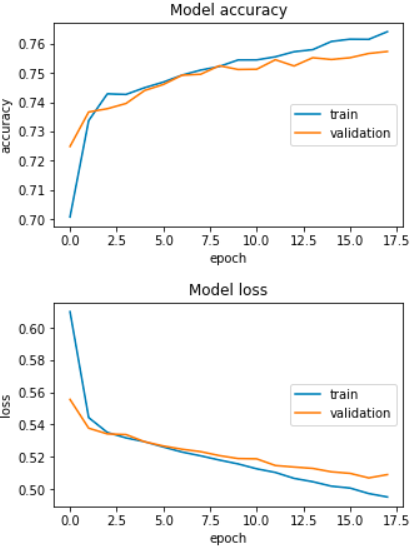 Model accuracy
0.76
0.75
0.74
0.73
0.72
0.71
0.70
accuracy
train
validation
0.0 2.5 5.0 7.5 10.0 12.5 15.0 17.5
epoch
Model loss
0.60
0.58
0.56
0.54
0.52
0.50
loss
train
validation
0.0 2.5 5.0 7.5 10.0 12.5 15.0 17.5
epoch